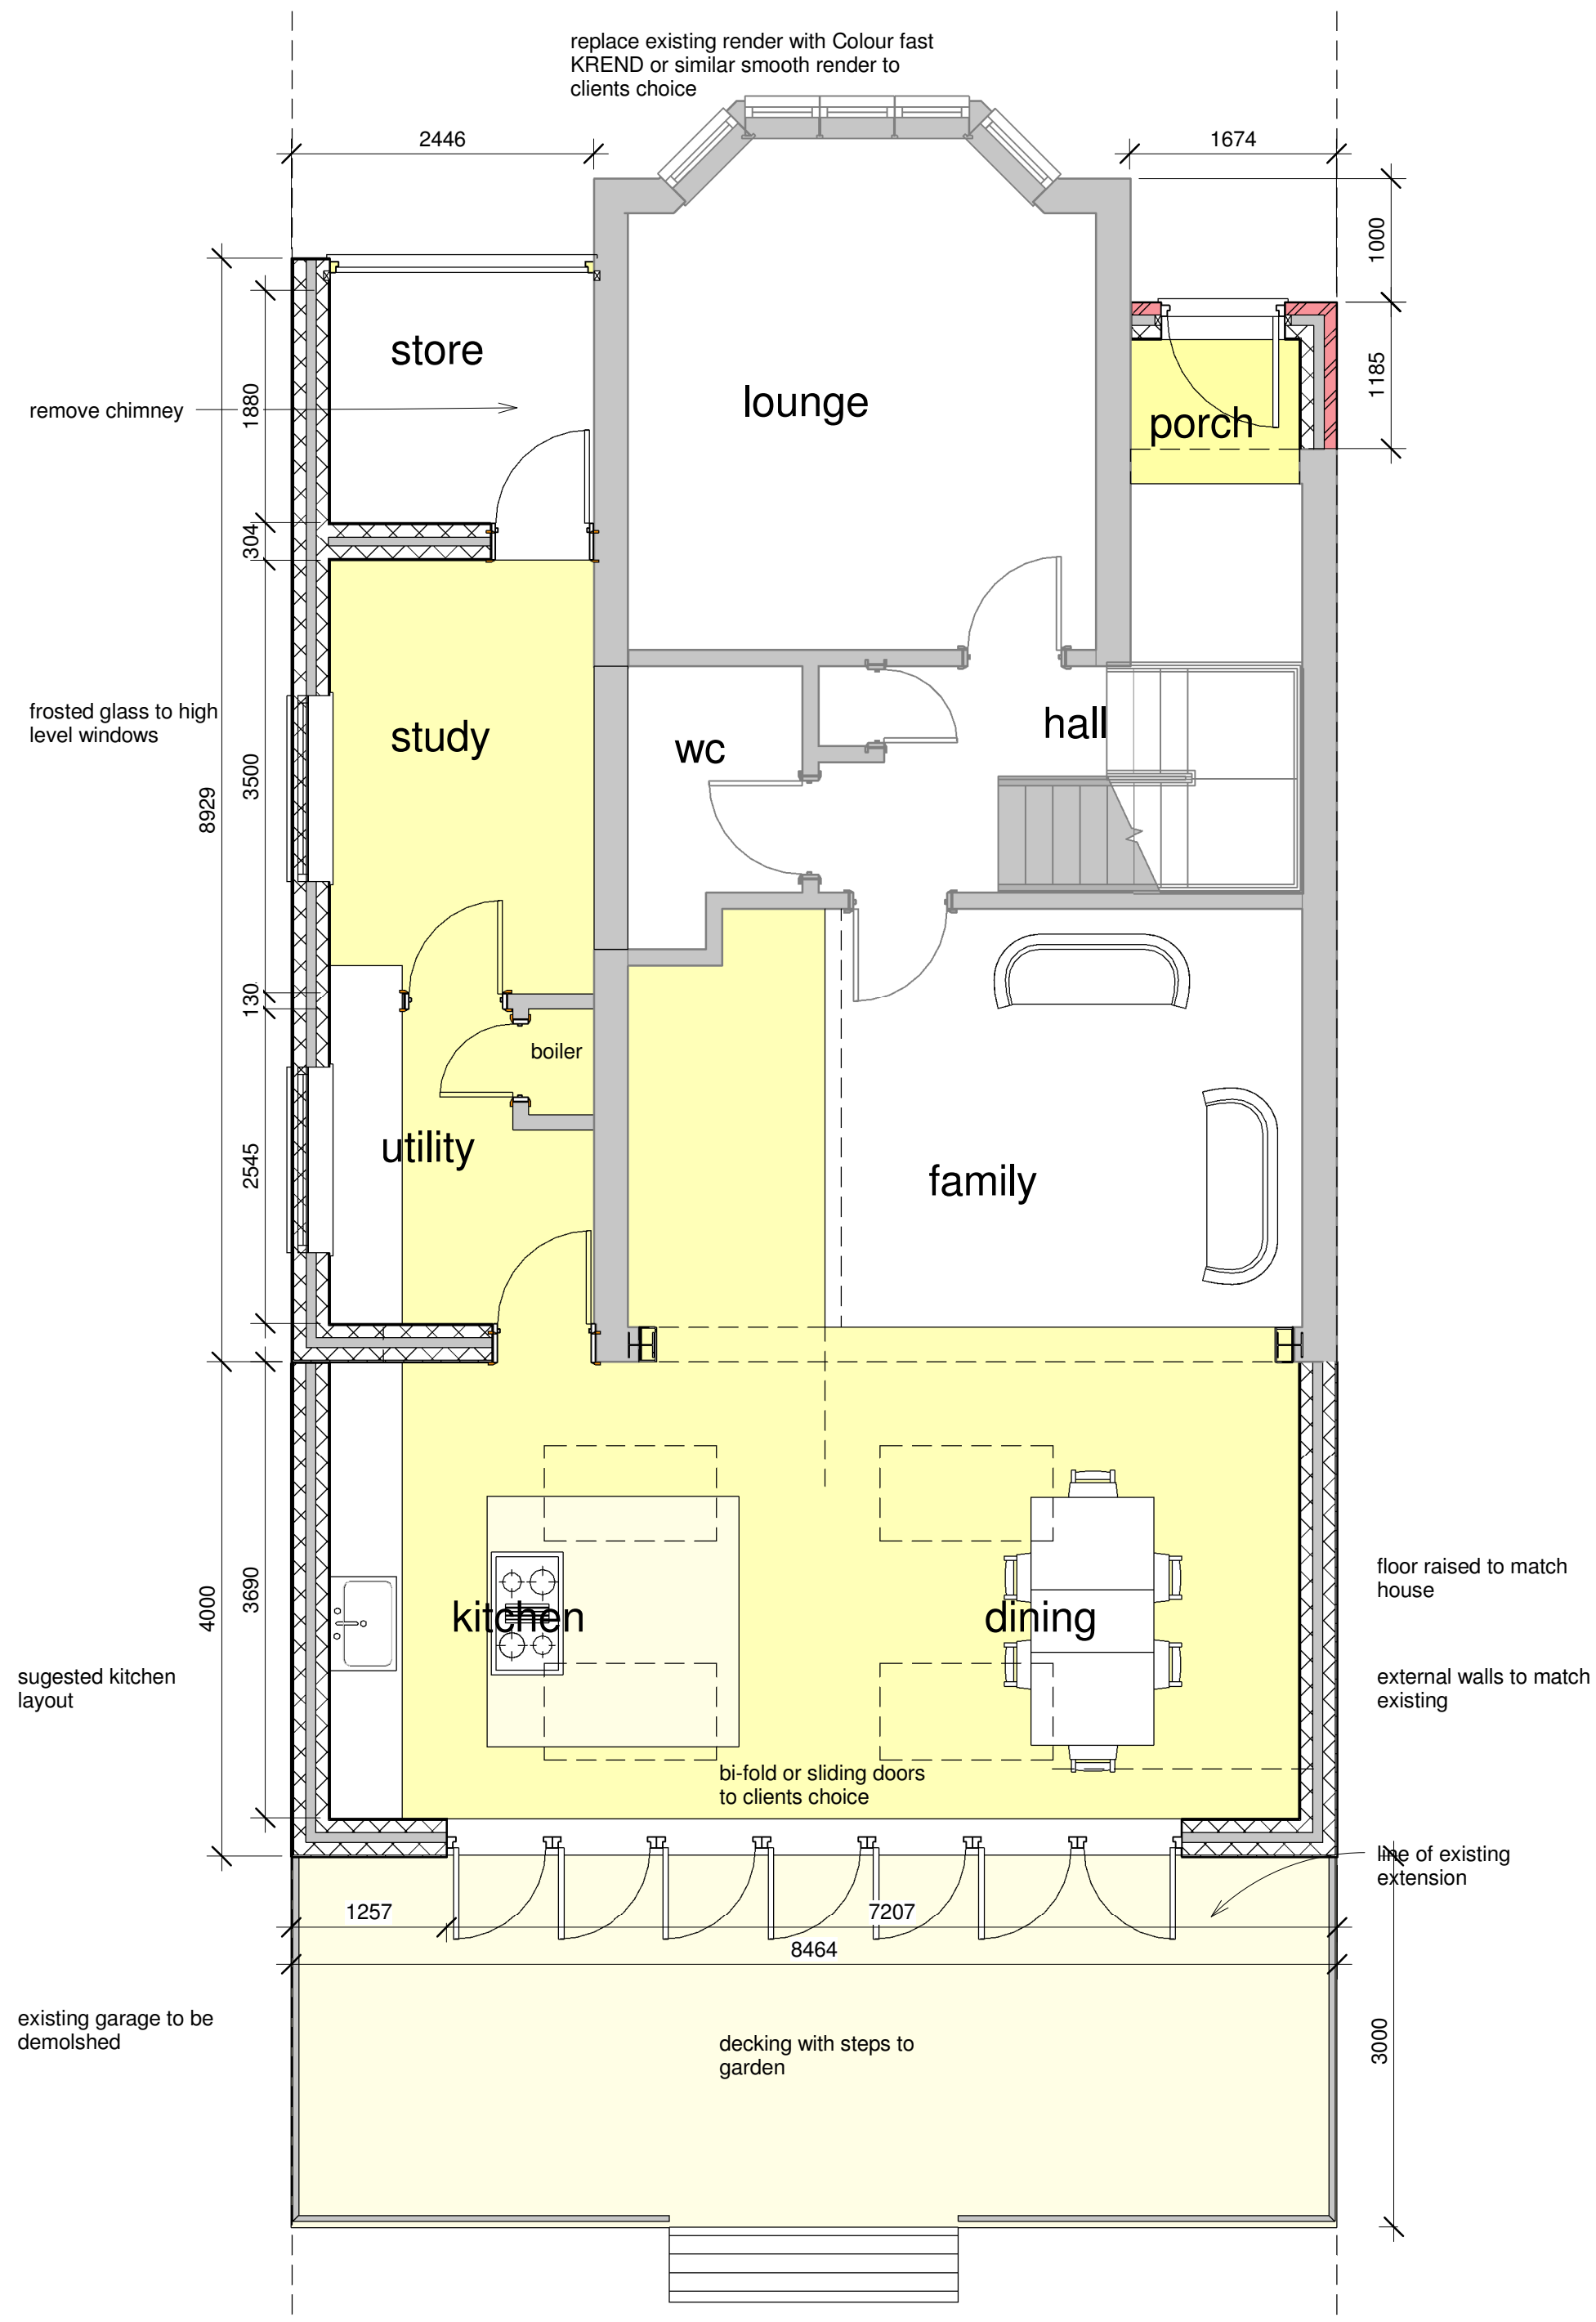 replace existing render with Colour fast
KREND or similar smooth render to
clients choice
2446
1674
1000
store
lounge
1185
porch
remove chimney
1880
304
frosted glass to high
level windows
study
wc
hall
3500
8929
130
boiler
utility
2545
family
floor raised to match
house
4000
3690
kitchen
dining
sugested kitchen
layout
external walls to match
existing
bi-fold or sliding doors
to clients choice
line of existing
extension
1257
7207
8464
existing garage to be
demolshed
decking with steps to
garden
3000